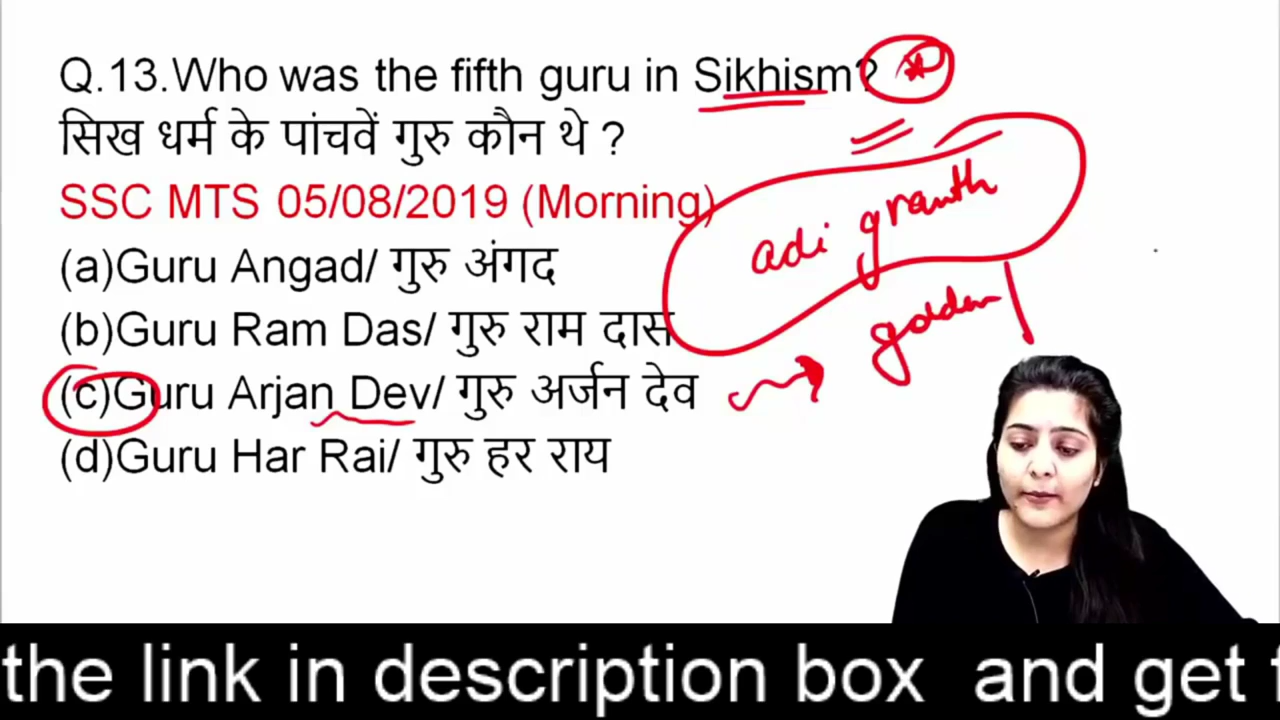 Q.13.Who was the fifth guru in Sikhism?
सिख धर्म के पांचवें गुरु कौन थे ?
SSC MTS 05/08/2019 (Morning)
adi granth
(a)Guru Angad/ गुरु अंगद
(b)Guru Ram Das/ गुरु राम दास
golden
(c)Guru Arjan Dev/ गुरु अर्जन देव
(d)Guru Har Rai/ गुरु हर राय
the link in description box and get